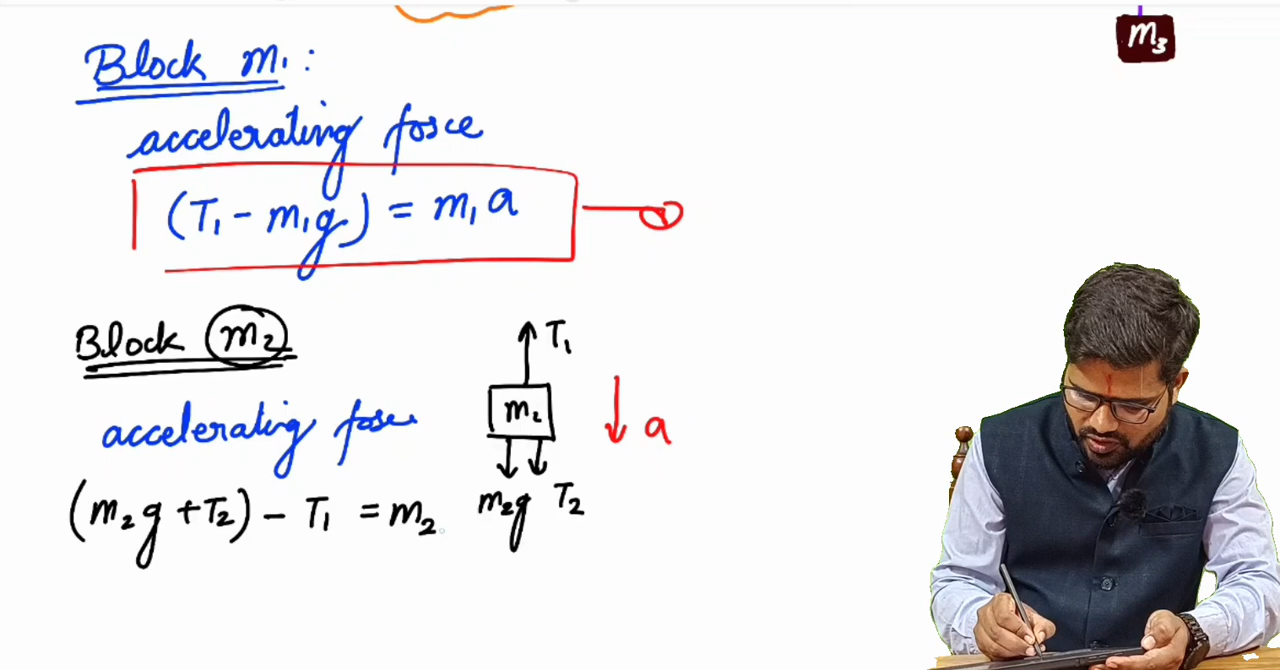 m₃
Block m₁:
accelerating force
(T₁ - m₁g) = m₁a
①
Block m₂
T₁
m₂
accelerating force
a
(m₂g + T₂) - T₁ = m₂
m₂g T₂